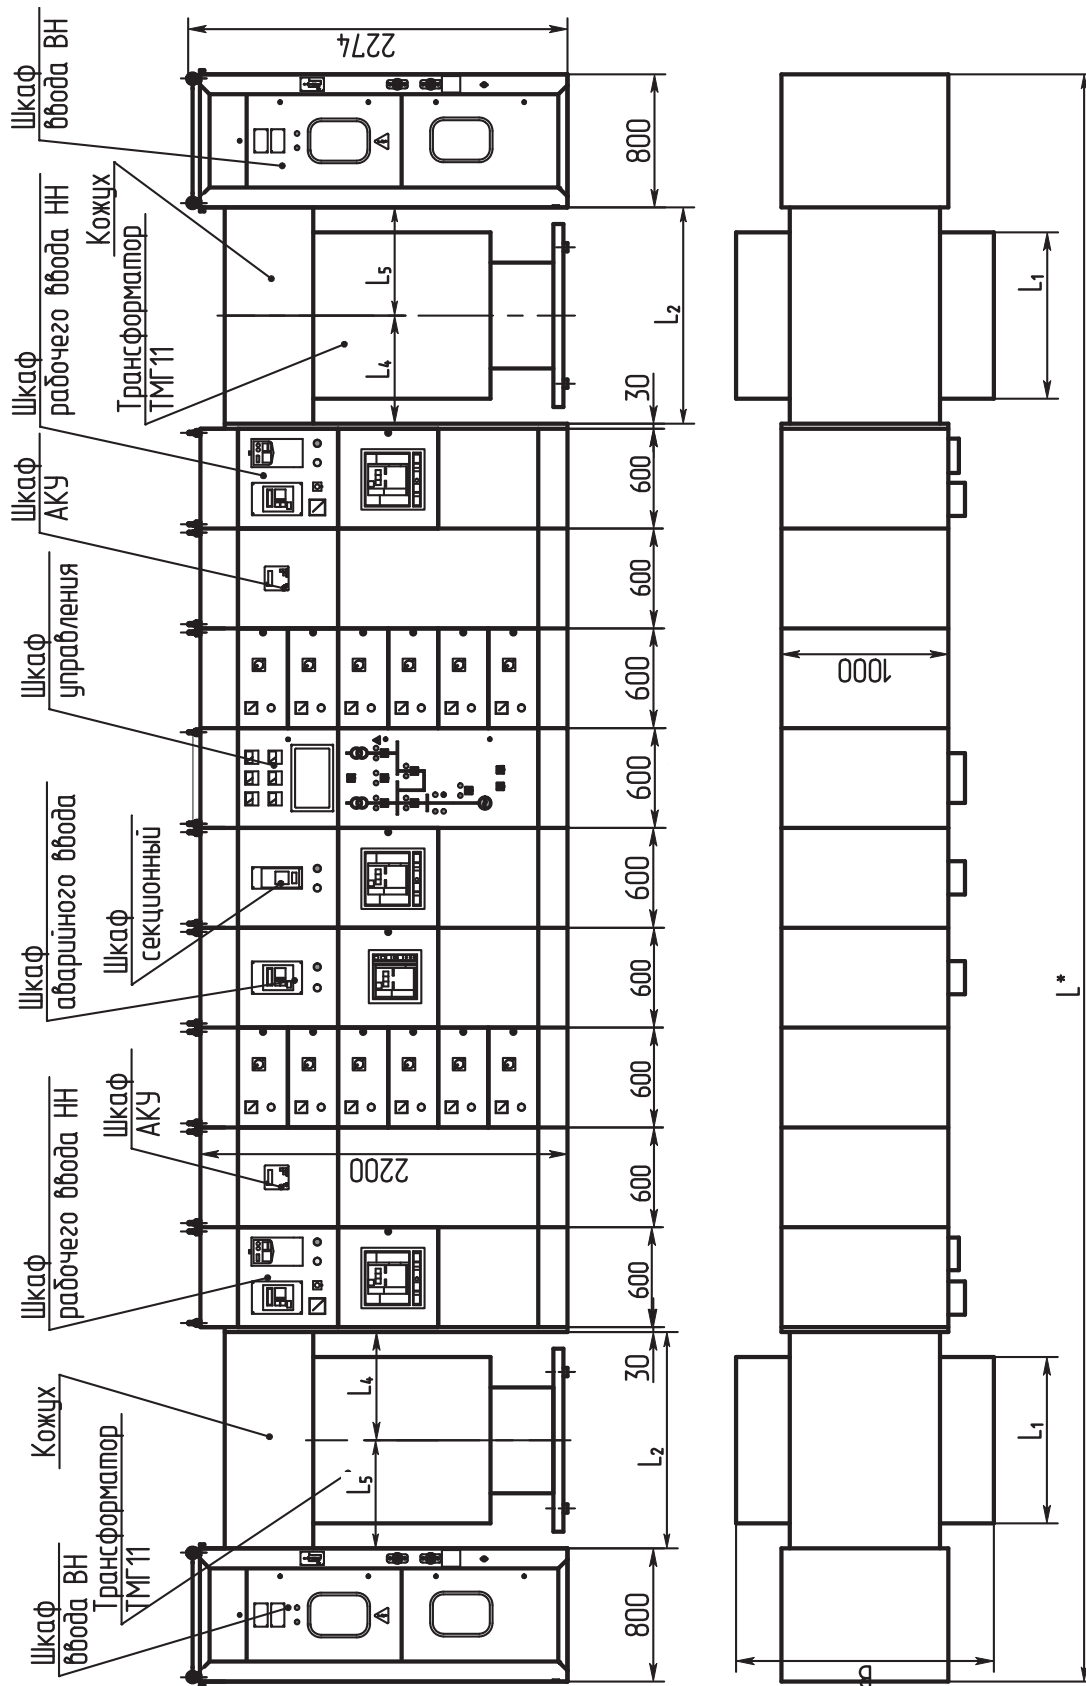 Шкаф
ввода ВН
Трансформатор
ТМГ11
Кожух
Шкаф
рабочего ввода НН
Шкаф
АКУ
Шкаф
аварийного ввода
Шкаф
секционный
Шкаф
управления
Шкаф
АКУ
Шкаф
рабочего ввода НН
Трансформатор
ТМГ11
Кожух
Шкаф
ввода ВН
2274
2200
L5
L4
L4
L5
800
L2
30
600
600
600
600
600
600
600
600
600
30
L2
800
1000
L1
L1
L*